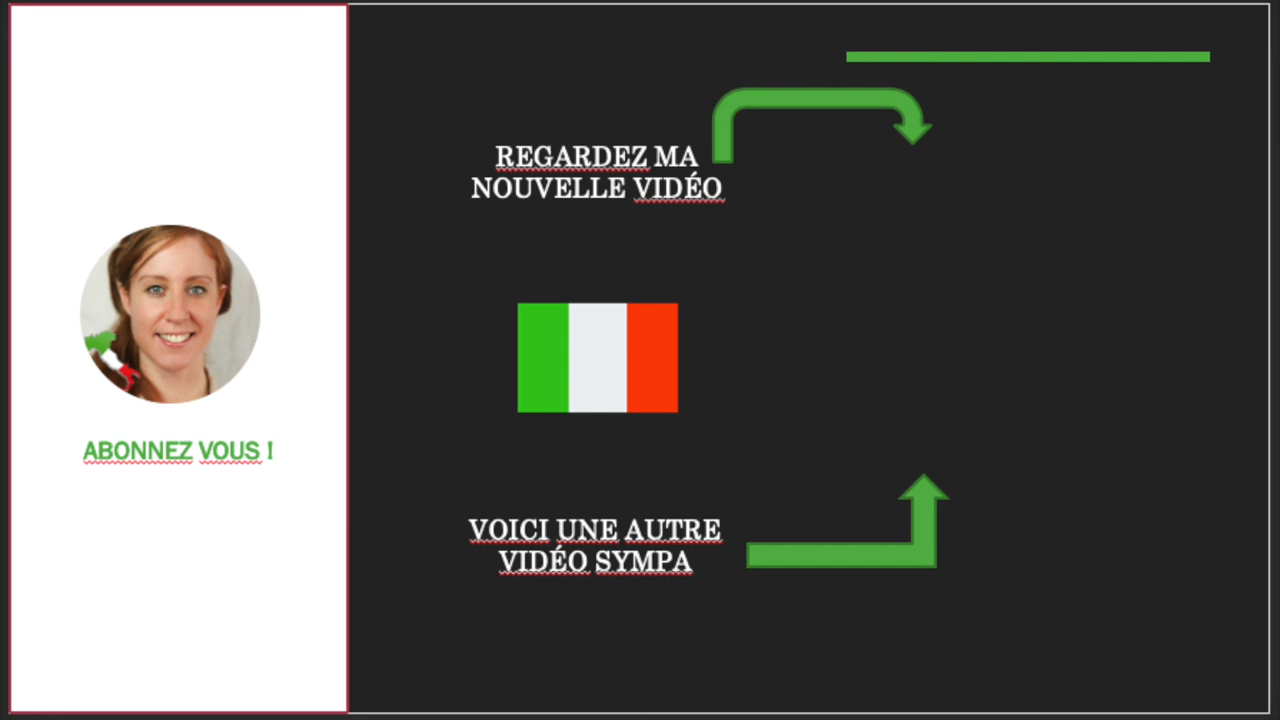 REGARDEZ MA
NOUVELLE VIDÉO
ABONNEZ VOUS !
VOICI UNE AUTRE
VIDÉO SYMPA